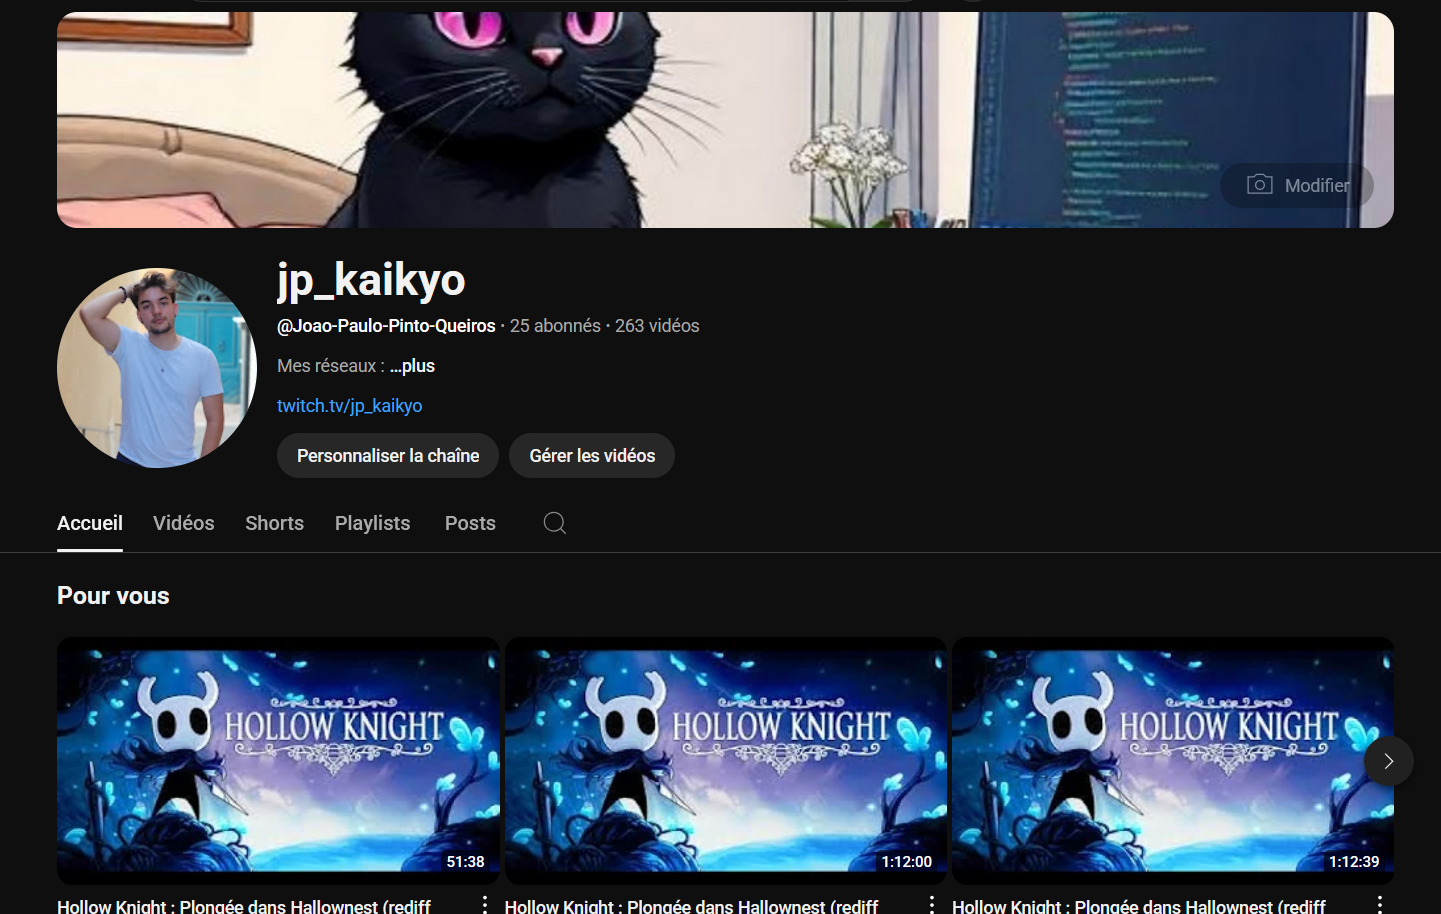 Modifier
jp_kaikyo
@Joao-Paulo-Pinto-Queiros · 25 abonnés · 263 vidéos
Mes réseaux : ...plus
twitch.tv/jp_kaikyo
Personnaliser la chaîne Gérer les vidéos
Accueil Vidéos Shorts Playlists Posts
Pour vous
HOLLOW KNIGHT HOLLOW KNIGHT HOLLOW KNIGHT
51:38 1:12:00 1:12:39
Hollow Knight : Plongée dans Hallownest (rediff Hollow Knight : Plongée dans Hallownest (rediff Hollow Knight : Plongée dans Hallownest (rediff